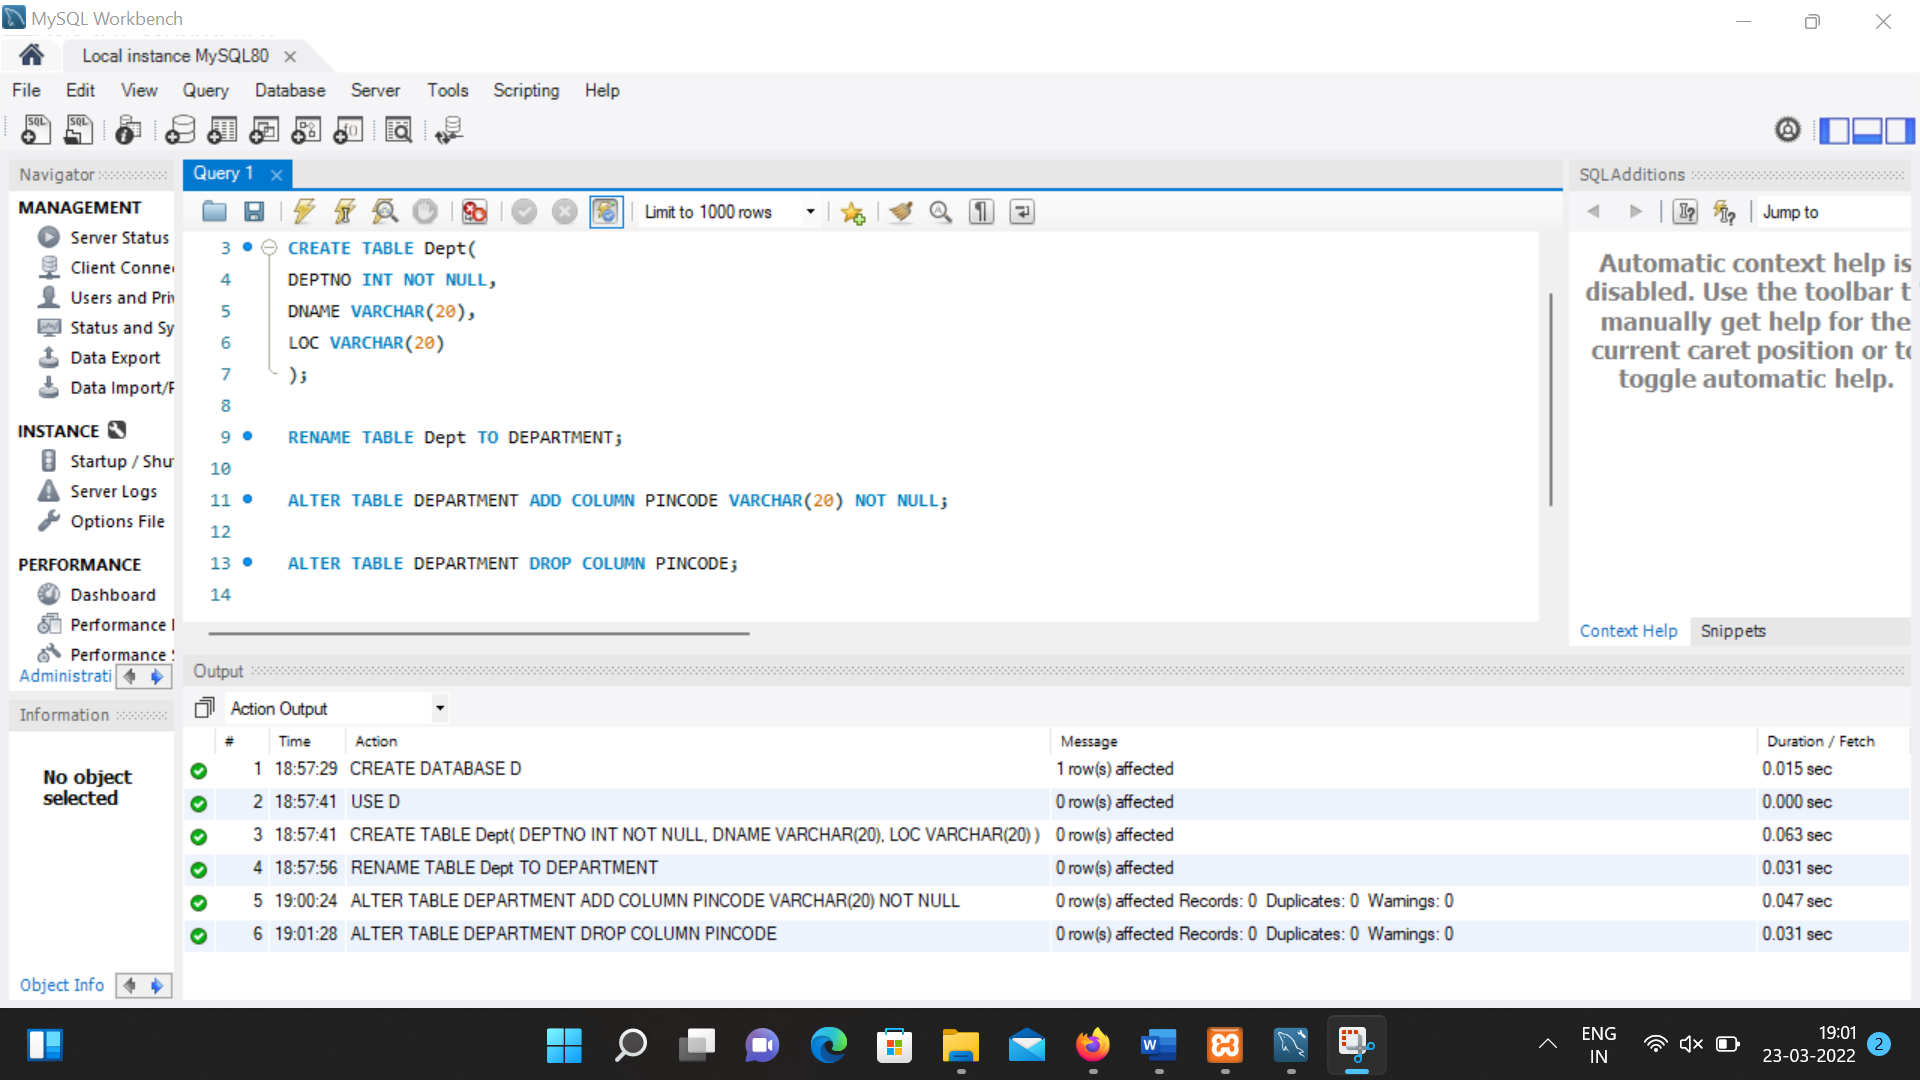 MySQL Workbench
Local instance MySQL80
File Edit View Query Database Server Tools Scripting Help
Navigator
MANAGEMENT
Server Status
Client Conne
Users and Pri
Status and Sy
Data Export
Data Import/
INSTANCE
Startup / Shu
Server Logs
Options File
PERFORMANCE
Dashboard
Performance
Performance
Administrati
Information
No object
selected
Object Info
Query 1
Limit to 1000 rows
3 CREATE TABLE Dept(
4 DEPTNO INT NOT NULL,
5 DNAME VARCHAR(20),
6 LOC VARCHAR(20)
7 );
8
9 RENAME TABLE Dept TO DEPARTMENT;
10
11 ALTER TABLE DEPARTMENT ADD COLUMN PINCODE VARCHAR(20) NOT NULL;
12
13 ALTER TABLE DEPARTMENT DROP COLUMN PINCODE;
14
SQLAdditions
Jump to
Automatic context help is
disabled. Use the toolbar t
manually get help for the
current caret position or to
toggle automatic help.
Context Help Snippets
Output
Action Output
# Time Action Message Duration / Fetch
1 18:57:29 CREATE DATABASE D 1 row(s) affected 0.015 sec
2 18:57:41 USE D 0 row(s) affected 0.000 sec
3 18:57:41 CREATE TABLE Dept( DEPTNO INT NOT NULL, DNAME VARCHAR(20), LOC VARCHAR(20) ) 0 row(s) affected 0.063 sec
4 18:57:56 RENAME TABLE Dept TO DEPARTMENT 0 row(s) affected 0.031 sec
5 19:00:24 ALTER TABLE DEPARTMENT ADD COLUMN PINCODE VARCHAR(20) NOT NULL 0 row(s) affected Records: 0 Duplicates: 0 Warnings: 0 0.047 sec
6 19:01:28 ALTER TABLE DEPARTMENT DROP COLUMN PINCODE 0 row(s) affected Records: 0 Duplicates: 0 Warnings: 0 0.031 sec
ENG
IN
19:01
23-03-2022
2